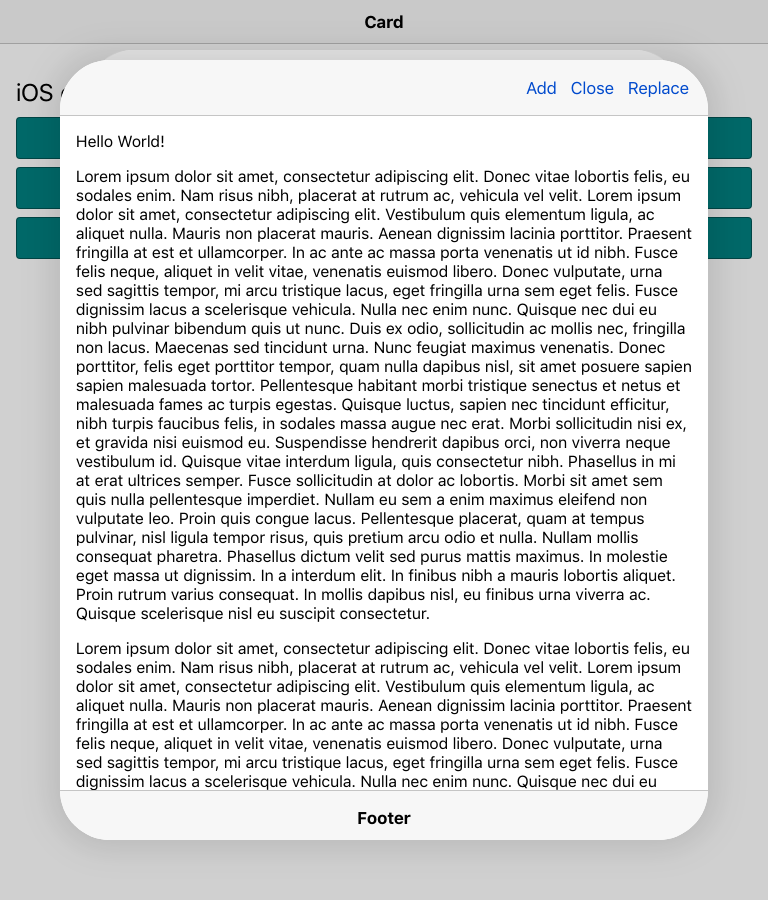 Card
iOS
Add Close Replace
Hello World!
Lorem ipsum dolor sit amet, consectetur adipiscing elit. Donec vitae lobortis felis, eu
sodales enim. Nam risus nibh, placerat at rutrum ac, vehicula vel velit. Lorem ipsum
dolor sit amet, consectetur adipiscing elit. Vestibulum quis elementum ligula, ac
aliquet nulla. Mauris non placerat mauris. Aenean dignissim lacinia porttitor. Praesent
fringilla at est et ullamcorper. In ac ante ac massa porta venenatis ut id nibh. Fusce
felis neque, aliquet in velit vitae, venenatis euismod libero. Donec vulputate, urna
sed sagittis tempor, mi arcu tristique lacus, eget fringilla urna sem eget felis. Fusce
dignissim lacus a scelerisque vehicula. Nulla nec enim nunc. Quisque nec dui eu
nibh pulvinar bibendum quis ut nunc. Duis ex odio, sollicitudin ac mollis nec, fringilla
non lacus. Maecenas sed tincidunt urna. Nunc feugiat maximus venenatis. Donec
porttitor, felis eget porttitor tempor, quam nulla dapibus nisl, sit amet posuere sapien
sapien malesuada tortor. Pellentesque habitant morbi tristique senectus et netus et
malesuada fames ac turpis egestas. Quisque luctus, sapien nec tincidunt efficitur,
nibh turpis faucibus felis, in sodales massa augue nec erat. Morbi sollicitudin nisi ex,
et gravida nisi euismod eu. Suspendisse hendrerit dapibus orci, non viverra neque
vestibulum id. Quisque vitae interdum ligula, quis consectetur nibh. Phasellus in mi
at erat ultrices semper. Fusce sollicitudin at dolor ac lobortis. Morbi sit amet sem
quis nulla pellentesque imperdiet. Nullam eu sem a enim maximus eleifend non
vulputate leo. Proin quis congue lacus. Pellentesque placerat, quam at tempus
pulvinar, nisl ligula tempor risus, quis pretium arcu odio et nulla. Nullam mollis
consequat pharetra. Phasellus dictum velit sed purus mattis maximus. In molestie
eget massa ut dignissim. In a interdum elit. In finibus nibh a mauris lobortis aliquet.
Proin rutrum varius consequat. In mollis dapibus nisl, eu finibus urna viverra ac.
Quisque scelerisque nisl eu suscipit consectetur.
Lorem ipsum dolor sit amet, consectetur adipiscing elit. Donec vitae lobortis felis, eu
sodales enim. Nam risus nibh, placerat at rutrum ac, vehicula vel velit. Lorem ipsum
dolor sit amet, consectetur adipiscing elit. Vestibulum quis elementum ligula, ac
aliquet nulla. Mauris non placerat mauris. Aenean dignissim lacinia porttitor. Praesent
fringilla at est et ullamcorper. In ac ante ac massa porta venenatis ut id nibh. Fusce
felis neque, aliquet in velit vitae, venenatis euismod libero. Donec vulputate, urna
sed sagittis tempor, mi arcu tristique lacus, eget fringilla urna sem eget felis. Fusce
dignissim lacus a scelerisque vehicula. Nulla nec enim nunc. Quisque nec dui eu
Footer